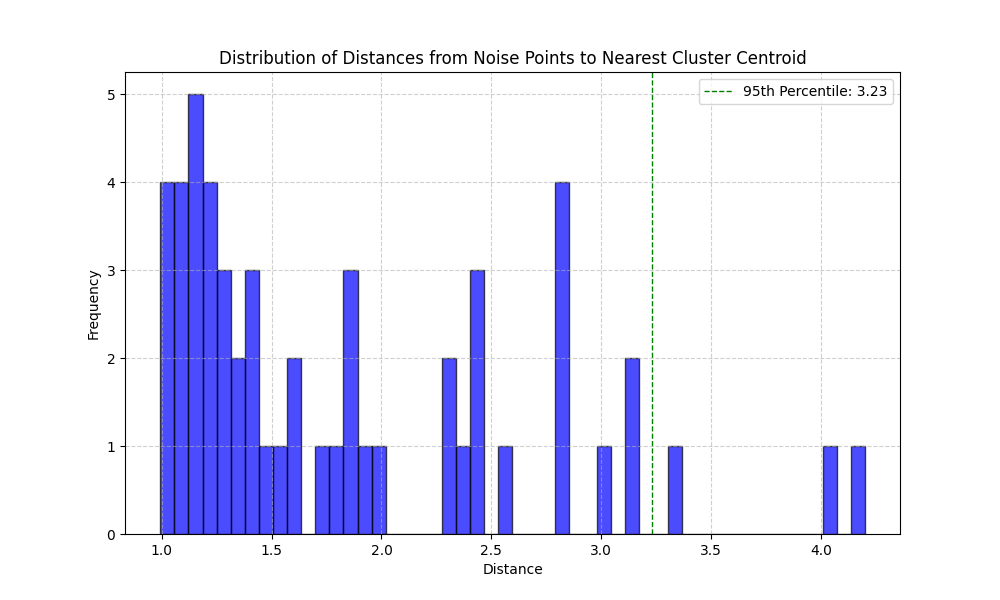 Distribution of Distances from Noise Points to Nearest Cluster Centroid
95th Percentile: 3.23
5
4
3
2
1
0
Frequency
1.0 1.5 2.0 2.5 3.0 3.5 4.0
Distance